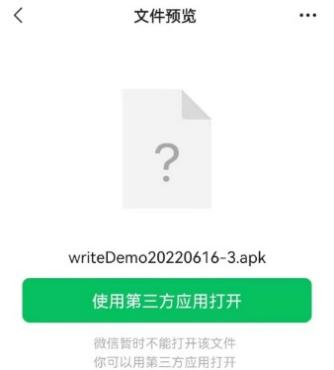 文件预览
?
writeDemo20220616-3.apk
使用第三方应用打开
微信暂时不能打开该文件
你可以用第三方应用打开